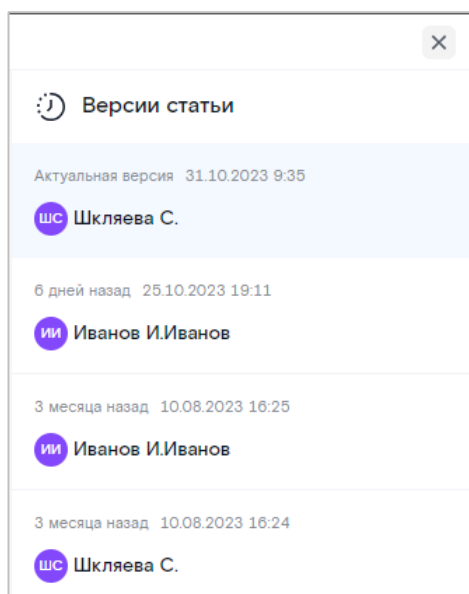 Версии статьи
Актуальная версия 31.10.2023 9:35
ШС Шкляева С.
6 дней назад 25.10.2023 19:11
ИИ Иванов И.Иванов
3 месяца назад 10.08.2023 16:25
ИИ Иванов И.Иванов
3 месяца назад 10.08.2023 16:24
ШС Шкляева С.